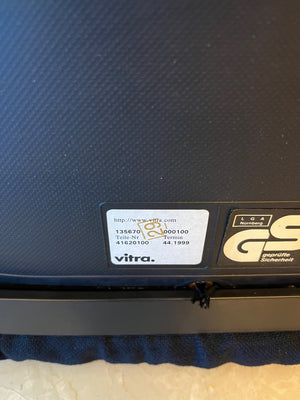 http://www.vitra.com
135670 000100
Teile-Nr Termin
41620100 44.1999
vitra.
LGA
Nürnberg
GS
geprüfte
Sicherheit